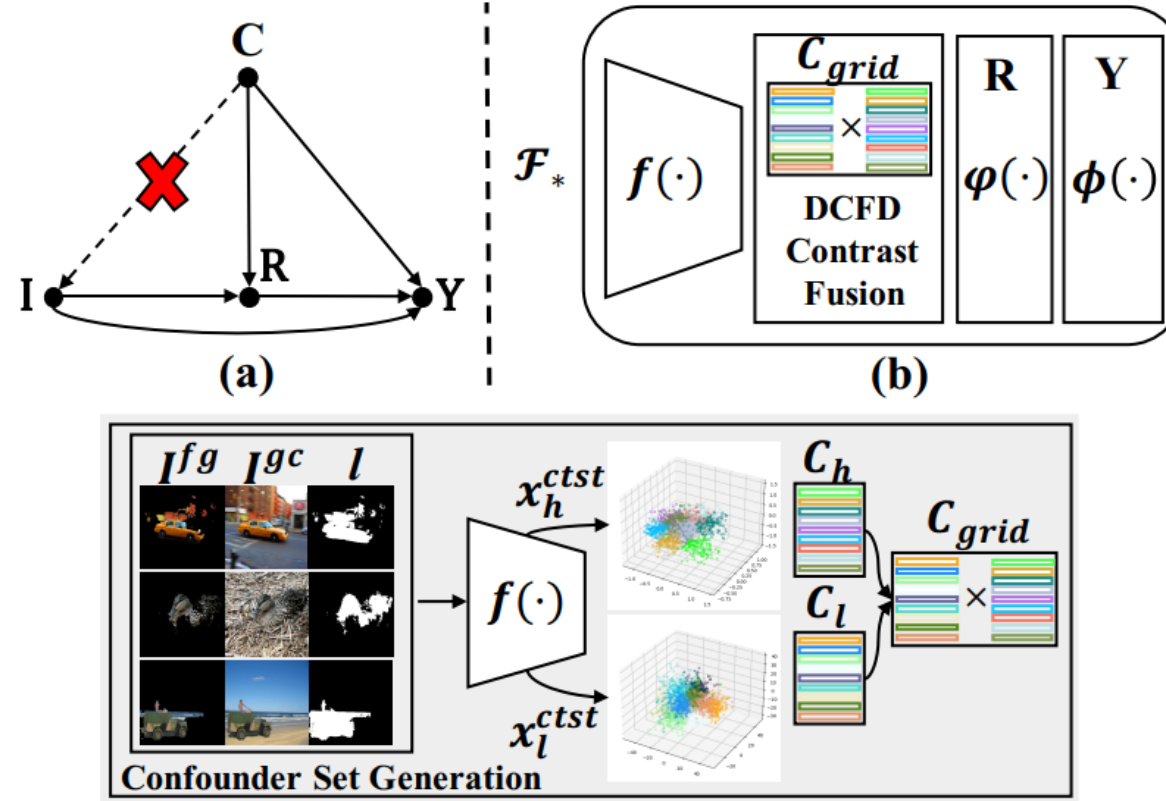 C
I
R
Y
(a)
ℱ*
f(·)
C_grid
×
DCFD
Contrast
Fusion
R
φ(·)
Y
ϕ(·)
(b)
I^fg I^gc l
f(·)
x_h^ctst
x_l^ctst
C_h
C_l
C_grid
×
Confounder Set Generation